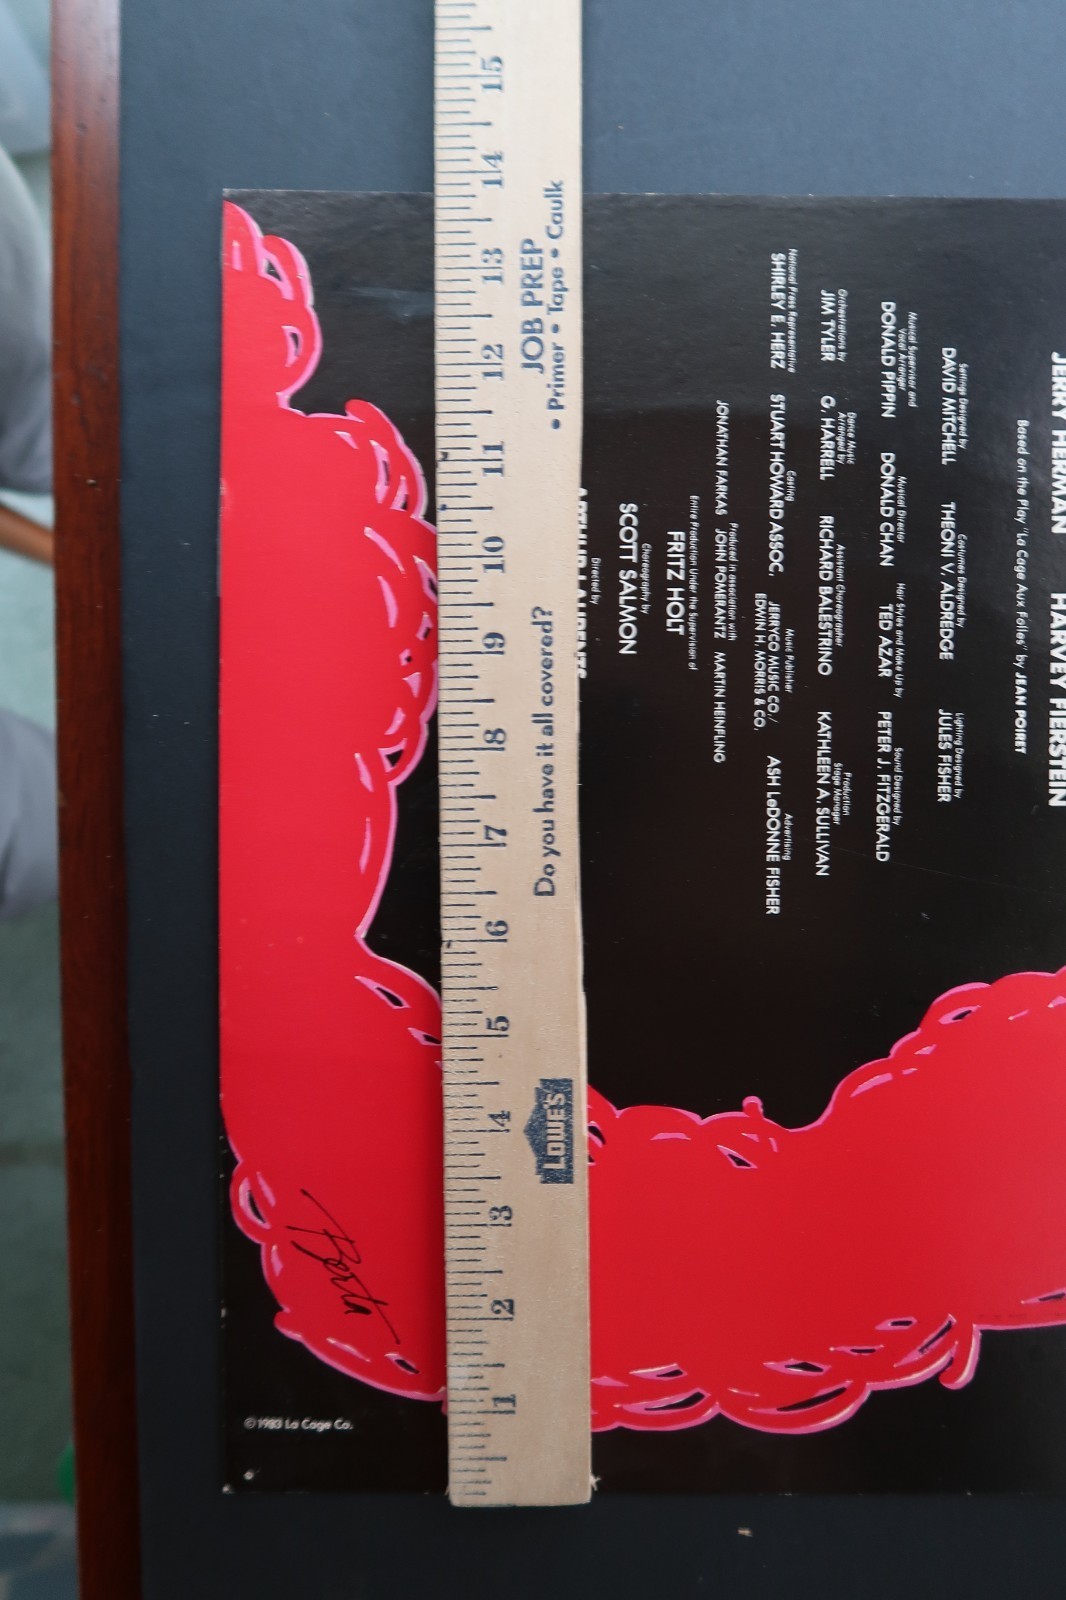 JERRY HERMAN HARVEY FIERSTEIN
Based on the Play "La Cage Aux Folles" by JEAN POIRET
Settings Designed by Costumes Designed by Lighting Designed by
DAVID MITCHELL THEONI V. ALDREDGE JULES FISHER
Musical Supervisor and
Vocal Arranger Musical Director Hair Styles and Make Up by Sound Designed by
DONALD PIPPIN DONALD CHAN TED AZAR PETER J. FITZGERALD
Orchestrations by Dance Music Arranged by Assistant Choreographer Production Stage Manager
JIM TYLER G. HARRELL RICHARD BALESTRINO KATHLEEN A. SULLIVAN
National Press Representative Casting Music Publisher Advertising
SHIRLEY E. HERZ STUART HOWARD ASSOC. JERRYCO MUSIC CO./ ASH LeDONNE FISHER
EDWIN H. MORRIS & CO.
Produced in association with
JONATHAN FARKAS JOHN POMERANTZ MARTIN HEINFLING
Entire Production Under the Supervision of
FRITZ HOLT
Choreography by
SCOTT SALMON
Directed by
JOB PREP
• Primer • Tape • Caulk
Do you have it all covered?
LOWE'S
15
14
13
12
11
10
9
8
7
6
5
4
3
2
1
Borta
©1983 La Cage Co.